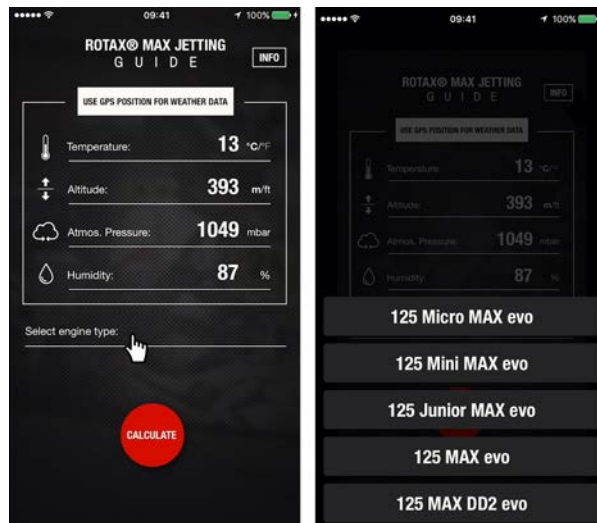 09:41
100%
ROTAX® MAX JETTING
GUIDE
INFO
USE GPS POSITION FOR WEATHER DATA
Temperature: 13 °C/°F
Altitude: 393 m/ft
Atmos. Pressure: 1049 mbar
Humidity: 87 %
Select engine type:
CALCULATE
09:41
100%
ROTAX® MAX JETTING
GUIDE
INFO
USE GPS POSITION FOR WEATHER DATA
Temperature: 13 °C/°F
Altitude: 393 m/ft
Atmos. Pressure: 1049 mbar
Humidity: 87 %
125 Micro MAX evo
125 Mini MAX evo
125 Junior MAX evo
125 MAX evo
125 MAX DD2 evo